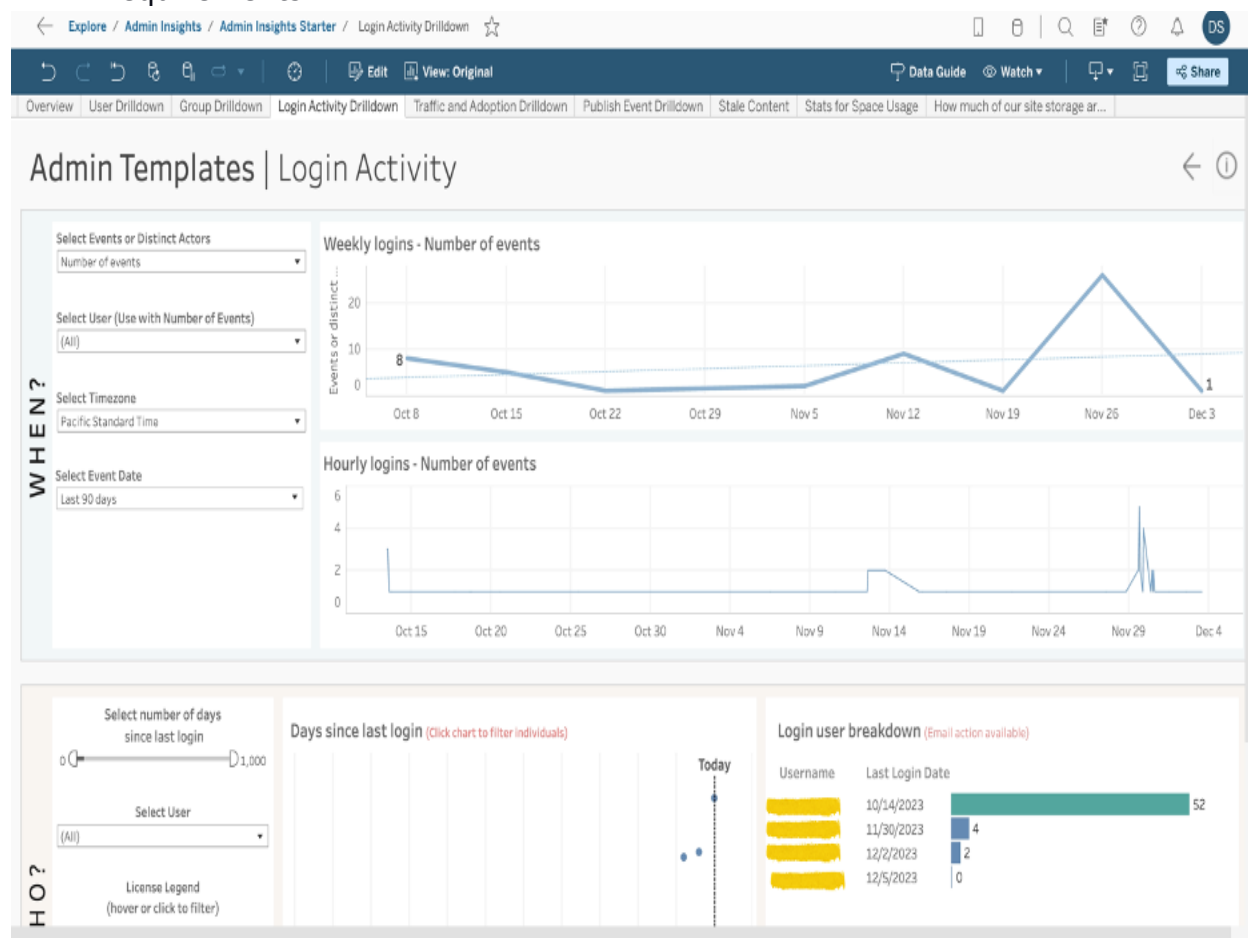 Explore / Admin Insights / Admin Insights Starter / Login Activity Drilldown
DS
Edit View: Original Data Guide Watch Share
Overview User Drilldown Group Drilldown Login Activity Drilldown Traffic and Adoption Drilldown Publish Event Drilldown Stale Content Stats for Space Usage How much of our site storage ar...
Admin Templates | Login Activity
WHEN?
Select Events or Distinct Actors
Number of events
Select User (Use with Number of Events)
(All)
Select Timezone
Pacific Standard Time
Select Event Date
Last 90 days
Weekly logins - Number of events
Events or distinct ...
20
10
0
8
1
Oct 8 Oct 15 Oct 22 Oct 29 Nov 5 Nov 12 Nov 19 Nov 26 Dec 3
Hourly logins - Number of events
6
4
2
0
Oct 15 Oct 20 Oct 25 Oct 30 Nov 4 Nov 9 Nov 14 Nov 19 Nov 24 Nov 29 Dec 4
HO?
Select number of days
since last login
0 1,000
Select User
(All)
License Legend
(hover or click to filter)
Days since last login (Click chart to filter individuals)
Today
Login user breakdown (Email action available)
Username Last Login Date
10/14/2023 52
11/30/2023 4
12/2/2023 2
12/5/2023 0